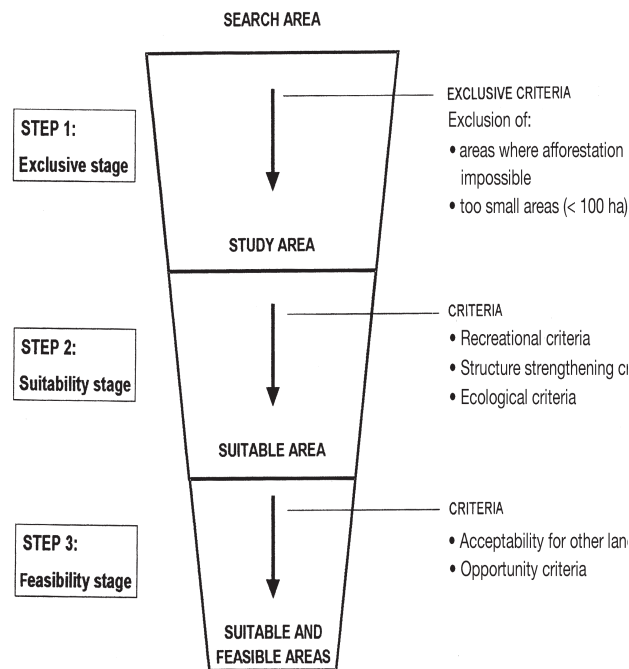 SEARCH AREA
STEP 1:
Exclusive stage
EXCLUSIVE CRITERIA
Exclusion of:
• areas where afforestation
impossible
• too small areas (< 100 ha)
STUDY AREA
STEP 2:
Suitability stage
CRITERIA
• Recreational criteria
• Structure strengthening
• Ecological criteria
SUITABLE AREA
STEP 3:
Feasibility stage
CRITERIA
• Acceptability for other
• Opportunity criteria
SUITABLE AND
FEASIBLE AREAS